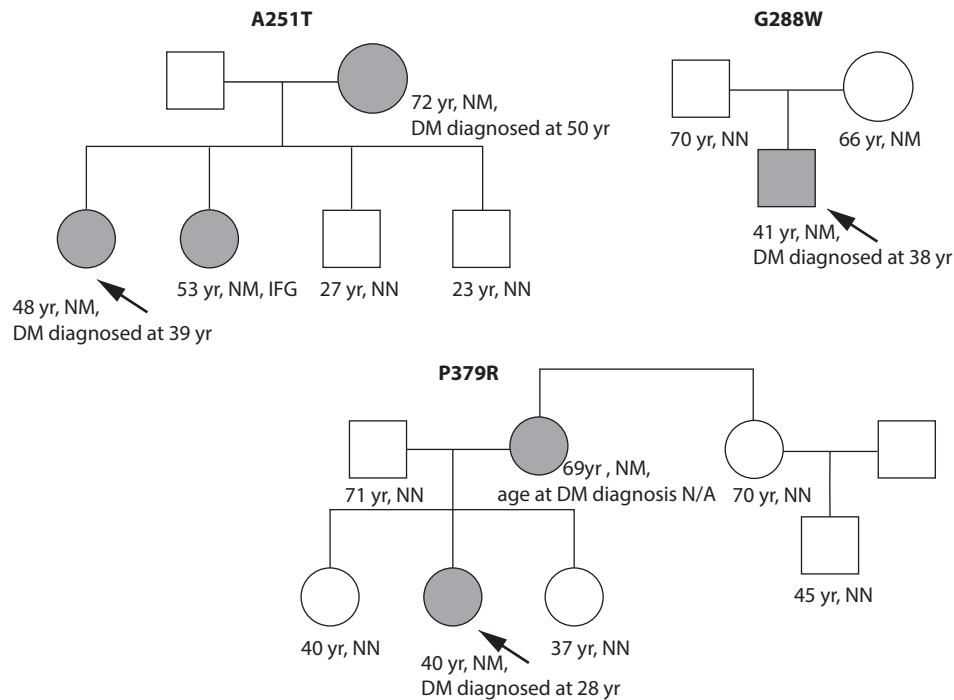 A251T
72 yr, NM,
DM diagnosed at 50 yr
48 yr, NM,
DM diagnosed at 39 yr
53 yr, NM, IFG
27 yr, NN
23 yr, NN
G288W
70 yr, NN
66 yr, NM
41 yr, NM,
DM diagnosed at 38 yr
P379R
71 yr, NN
69yr , NM,
age at DM diagnosis N/A
70 yr, NN
45 yr, NN
40 yr, NN
40 yr, NM,
DM diagnosed at 28 yr
37 yr, NN